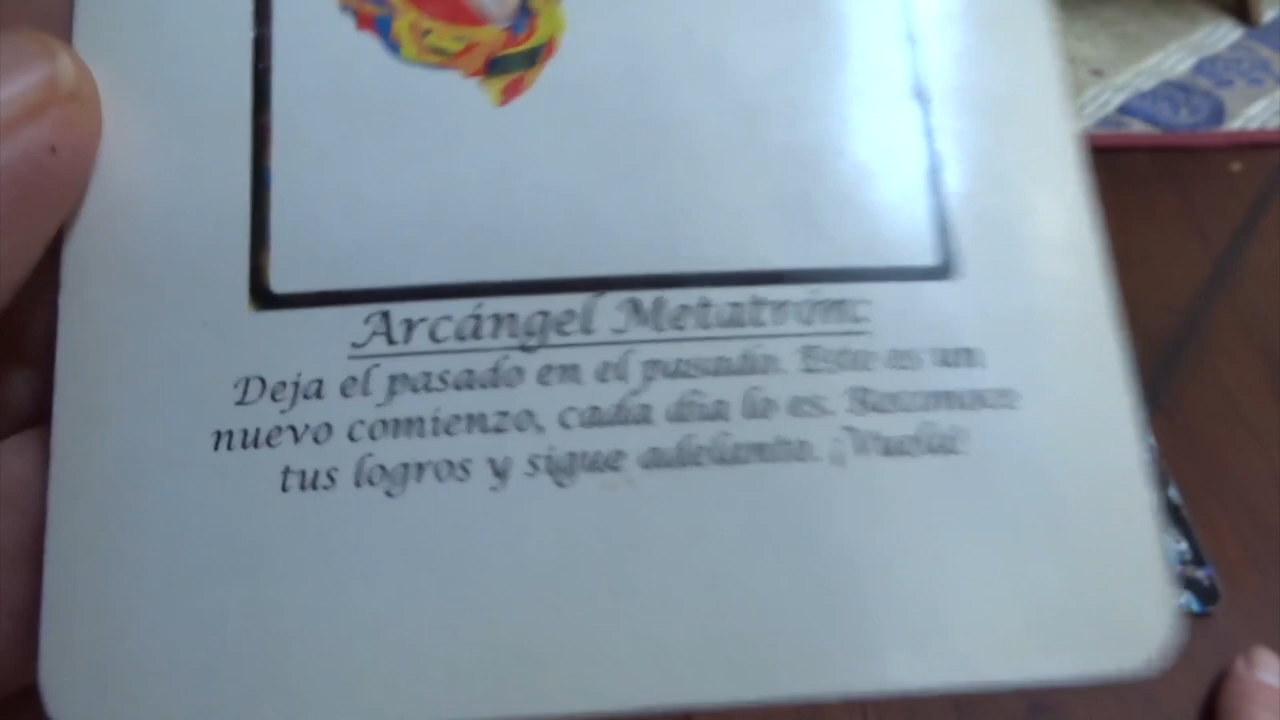 Arcángel Metatrón:
Deja el pasado en el pasado. Este es un
nuevo comienzo, cada día lo es. Reconoce
tus logros y sigue adelante. ¡Vuela!